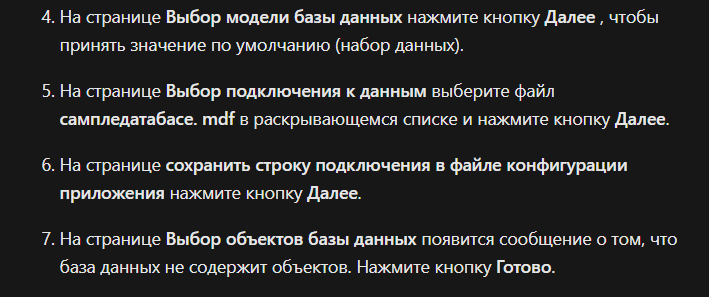 4. На странице Выбор модели базы данных нажмите кнопку Далее , чтобы
принять значение по умолчанию (набор данных).
5. На странице Выбор подключения к данным выберите файл
сампледатабасе. mdf в раскрывающемся списке и нажмите кнопку Далее.
6. На странице сохранить строку подключения в файле конфигурации
приложения нажмите кнопку Далее.
7. На странице Выбор объектов базы данных появится сообщение о том, что
база данных не содержит объектов. Нажмите кнопку Готово.